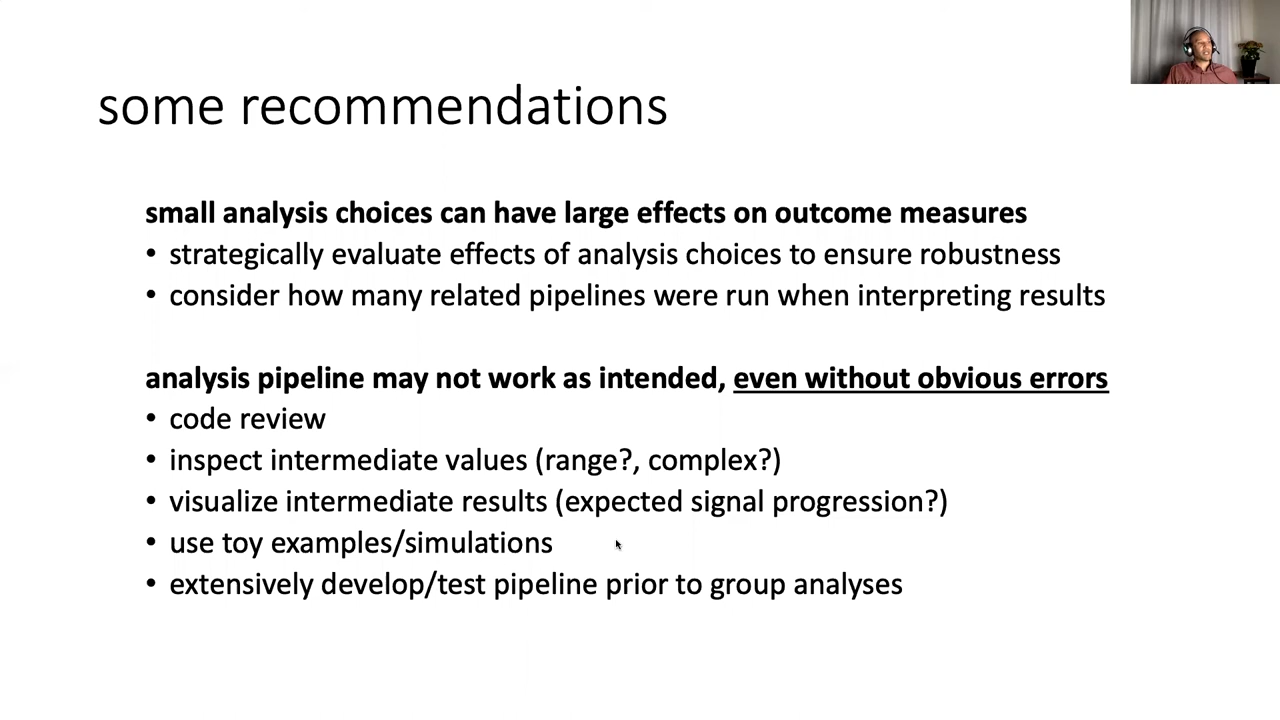 some recommendations
small analysis choices can have large effects on outcome measures
• strategically evaluate effects of analysis choices to ensure robustness
• consider how many related pipelines were run when interpreting results
analysis pipeline may not work as intended, even without obvious errors
• code review
• inspect intermediate values (range?, complex?)
• visualize intermediate results (expected signal progression?)
• use toy examples/simulations
• extensively develop/test pipeline prior to group analyses